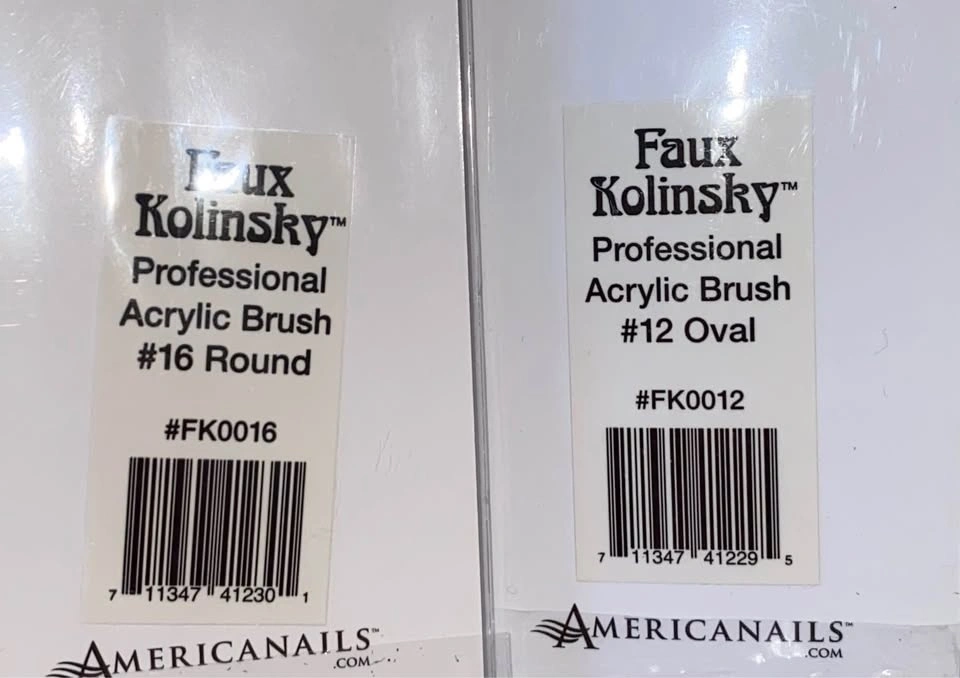 Faux
Kolinsky™
Professional
Acrylic Brush
#16 Round
#FK0016
7 11347 41230 1
AMERICANAILS™
.COM
Faux
Kolinsky™
Professional
Acrylic Brush
#12 Oval
#FK0012
7 11347 41229 5
AMERICANAILS™
.COM